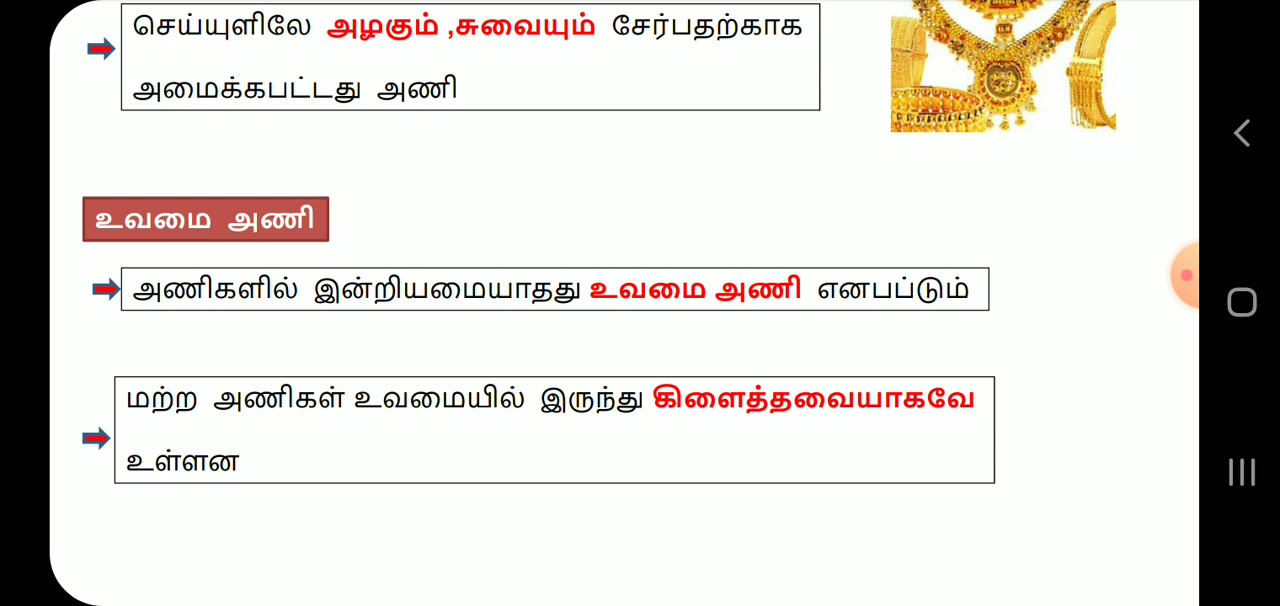 செய்யுளிலே அழகும் ,சுவையும் சேர்பதற்காக
அமைக்கபட்டது அணி
உவமை அணி
அணிகளில் இன்றியமையாதது உவமை அணி எனபப்டும்
மற்ற அணிகள் உவமையில் இருந்து கிளைத்தவையாகவே
உள்ளன